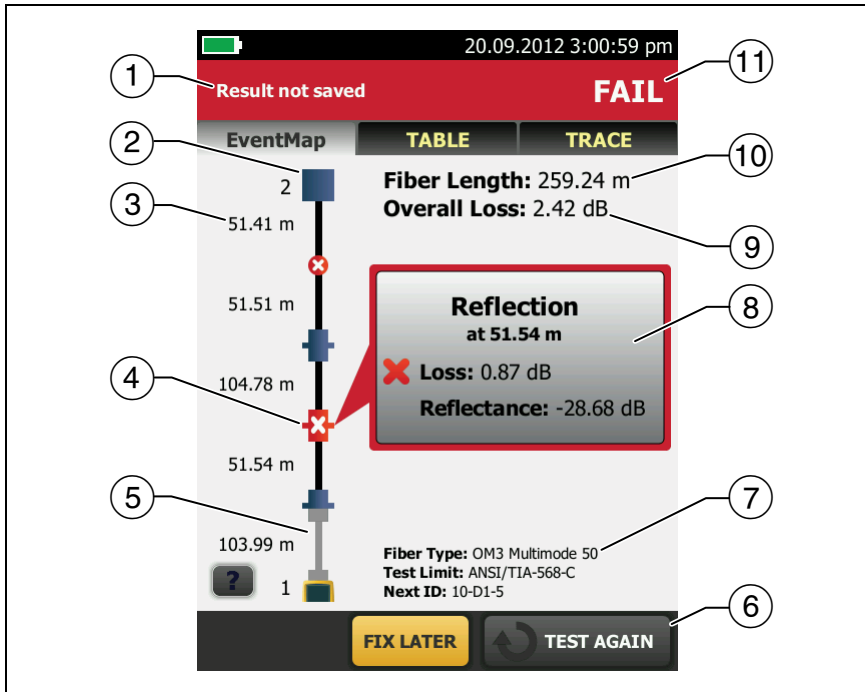 20.09.2012 3:00:59 pm
1
Result not saved
FAIL
11
EventMap
TABLE
TRACE
2
2
Fiber Length: 259.24 m
10
Overall Loss: 2.42 dB
9
3
51.41 m
51.51 m
Reflection
at 51.54 m
8
Loss: 0.87 dB
Reflectance: -28.68 dB
104.78 m
4
51.54 m
5
7
103.99 m
Fiber Type: OM3 Multimode 50
Test Limit: ANSI/TIA-568-C
Next ID: 10-D1-5
?
1
FIX LATER
TEST AGAIN
6